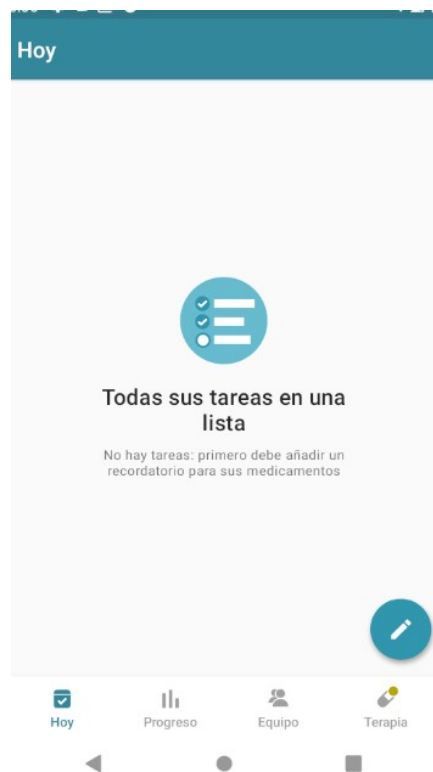 Hoy
Todas sus tareas en una
lista
No hay tareas: primero debe añadir un
recordatorio para sus medicamentos
Hoy
Progreso
Equipo
Terapia